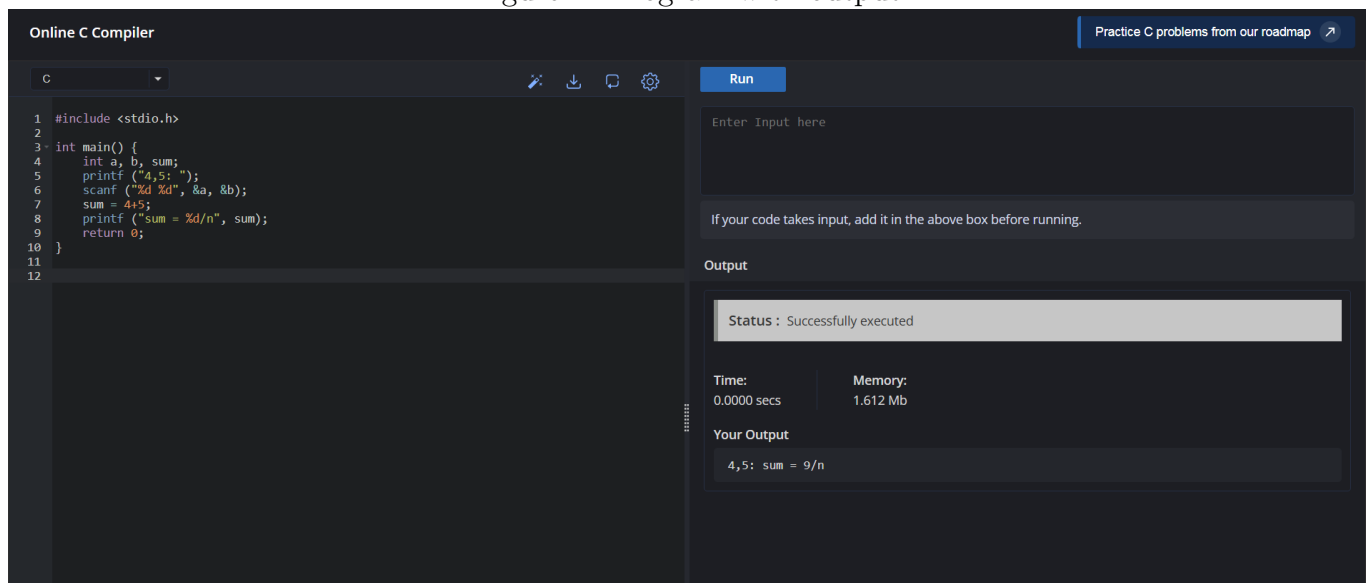 Online C Compiler
Practice C problems from our roadmap
C
Run
1 #include <stdio.h>
2
3 int main() {
4     int a, b, sum;
5     printf ("4,5: ");
6     scanf ("%d %d", &a, &b);
7     sum = 4+5;
8     printf ("sum = %d/n", sum);
9     return 0;
10 }
11
12
Enter Input here
If your code takes input, add it in the above box before running.
Output
Status : Successfully executed
Time:
0.0000 secs
Memory:
1.612 Mb
Your Output
4,5: sum = 9/n